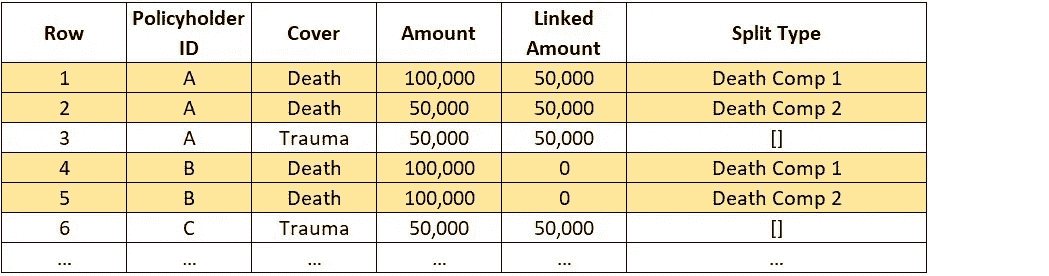 Row Policyholder ID Cover Amount Linked Amount Split Type
1 A Death 100,000 50,000 Death Comp 1
2 A Death 50,000 50,000 Death Comp 2
3 A Trauma 50,000 50,000 []
4 B Death 100,000 0 Death Comp 1
5 B Death 100,000 0 Death Comp 2
6 C Trauma 50,000 50,000 []
... ... ... ... ... ...